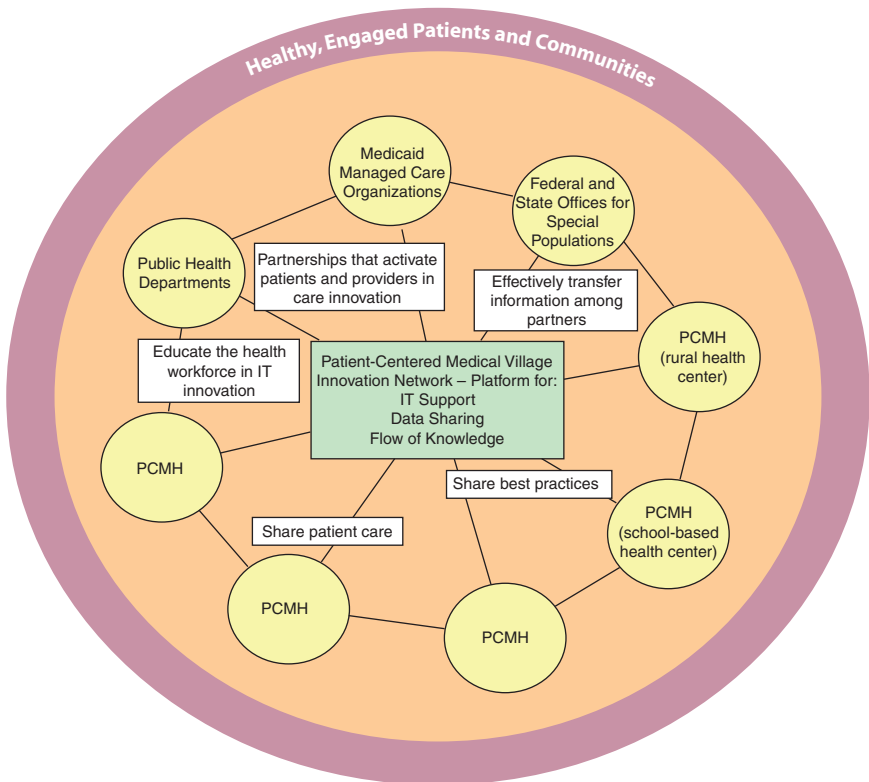 Healthy, Engaged Patients and Communities
Medicaid
Managed Care
Organizations
Federal and
State Offices for
Special
Populations
Public Health
Departments
Partnerships that activate
patients and providers in
care innovation
Effectively transfer
information among
partners
PCMH
(rural health
center)
Educate the health
workforce in IT
innovation
Patient-Centered Medical Village
Innovation Network – Platform for:
IT Support
Data Sharing
Flow of Knowledge
PCMH
Share best practices
PCMH
(school-based
health center)
Share patient care
PCMH
PCMH